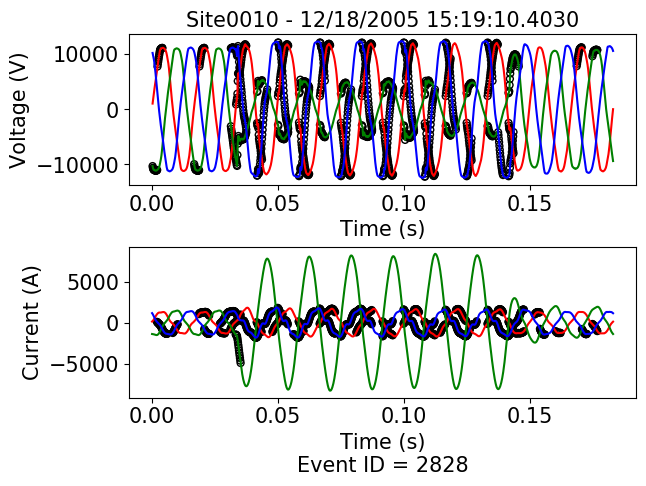 Site0010 - 12/18/2005 15:19:10.4030
Voltage (V)
10000
0
−10000
0.00 0.05 0.10 0.15
Time (s)
Current (A)
5000
0
−5000
0.00 0.05 0.10 0.15
Time (s)
Event ID = 2828